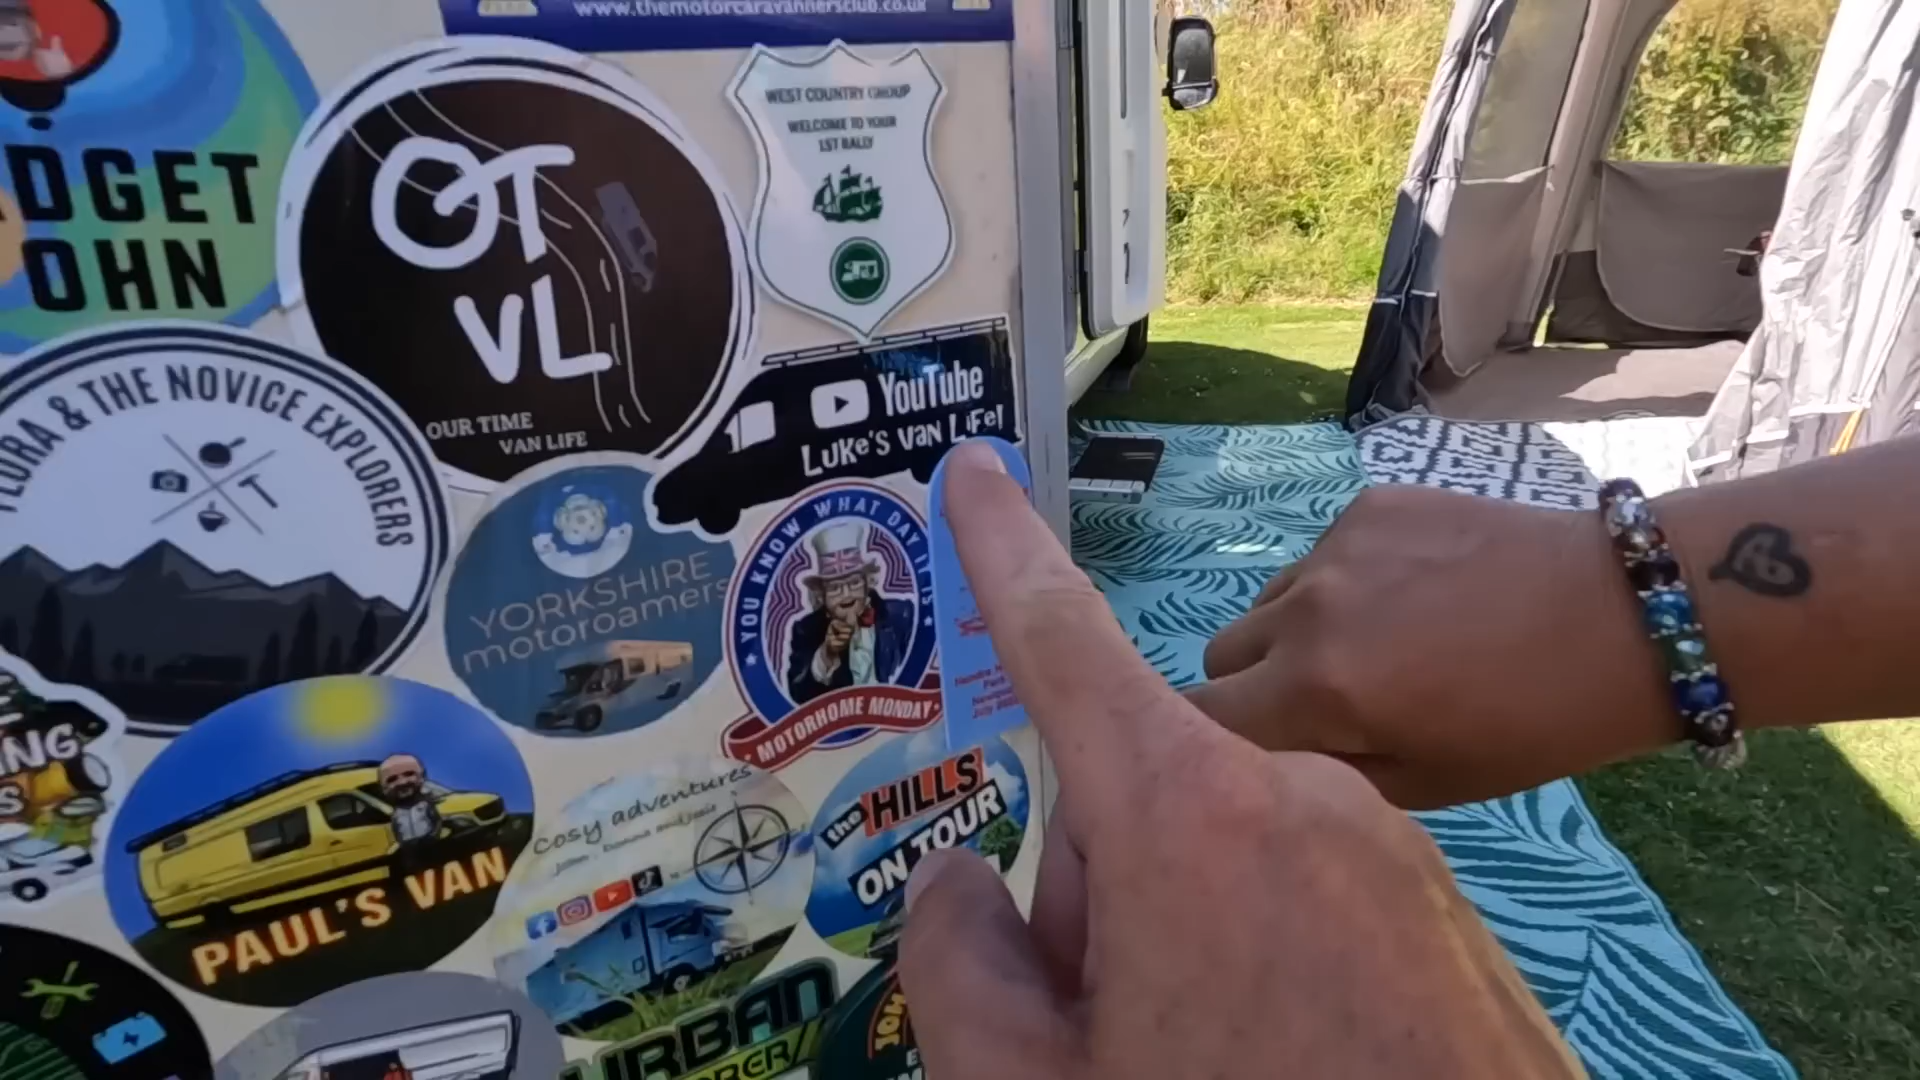 www.themotorcaravannersclub.co.uk
DGET
OHN
OT
VL
OUR TIME
VAN LIFE
WEST COUNTRY GROUP
WELCOME TO YOUR
1ST RALLY
YouTube
LUKe's VaN LiFe!
& THE NOVICE EXPLORERS
YORKSHIRE
motoroamers
YOU KNOW WHAT DAY IT IS
MOTORHOME MONDAY
PAUL'S VAN
cosy adventures
the HILLS
ON TOUR